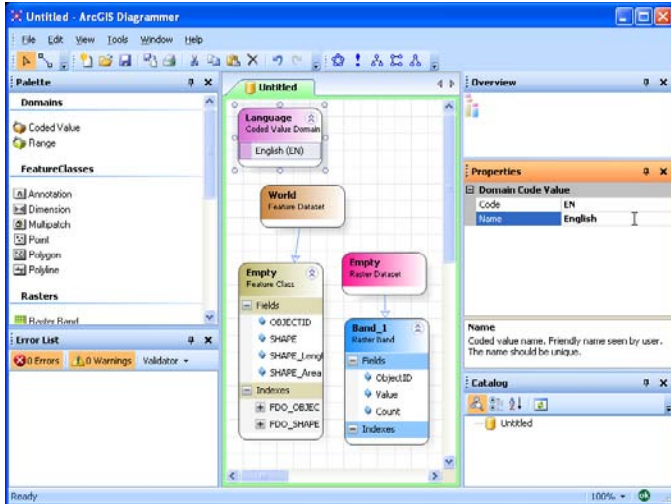 Untitled - ArcGIS Diagrammer
File Edit View Tools Window Help
Palette
Domains
Coded Value
Range
FeatureClasses
Annotation
Dimension
Multipatch
Point
Polygon
Polyline
Rasters
Raster Band
Error List
0 Errors 0 Warnings Validator
Untitled
Language
Coded Value Domain
English (EN)
World
Feature Dataset
Empty
Feature Class
Fields
OBJECTID
SHAPE
SHAPE_Lengt
SHAPE_Area
Indexes
FDO_OBJEC
FDO_SHAPE
Empty
Raster Dataset
Band_1
Raster Band
Fields
ObjectID
Value
Count
Indexes
Overview
Properties
Domain Code Value
Code EN
Name English
Name
Coded value name. Friendly name seen by user.
The name should be unique.
Catalog
Untitled
Ready
100%
ok